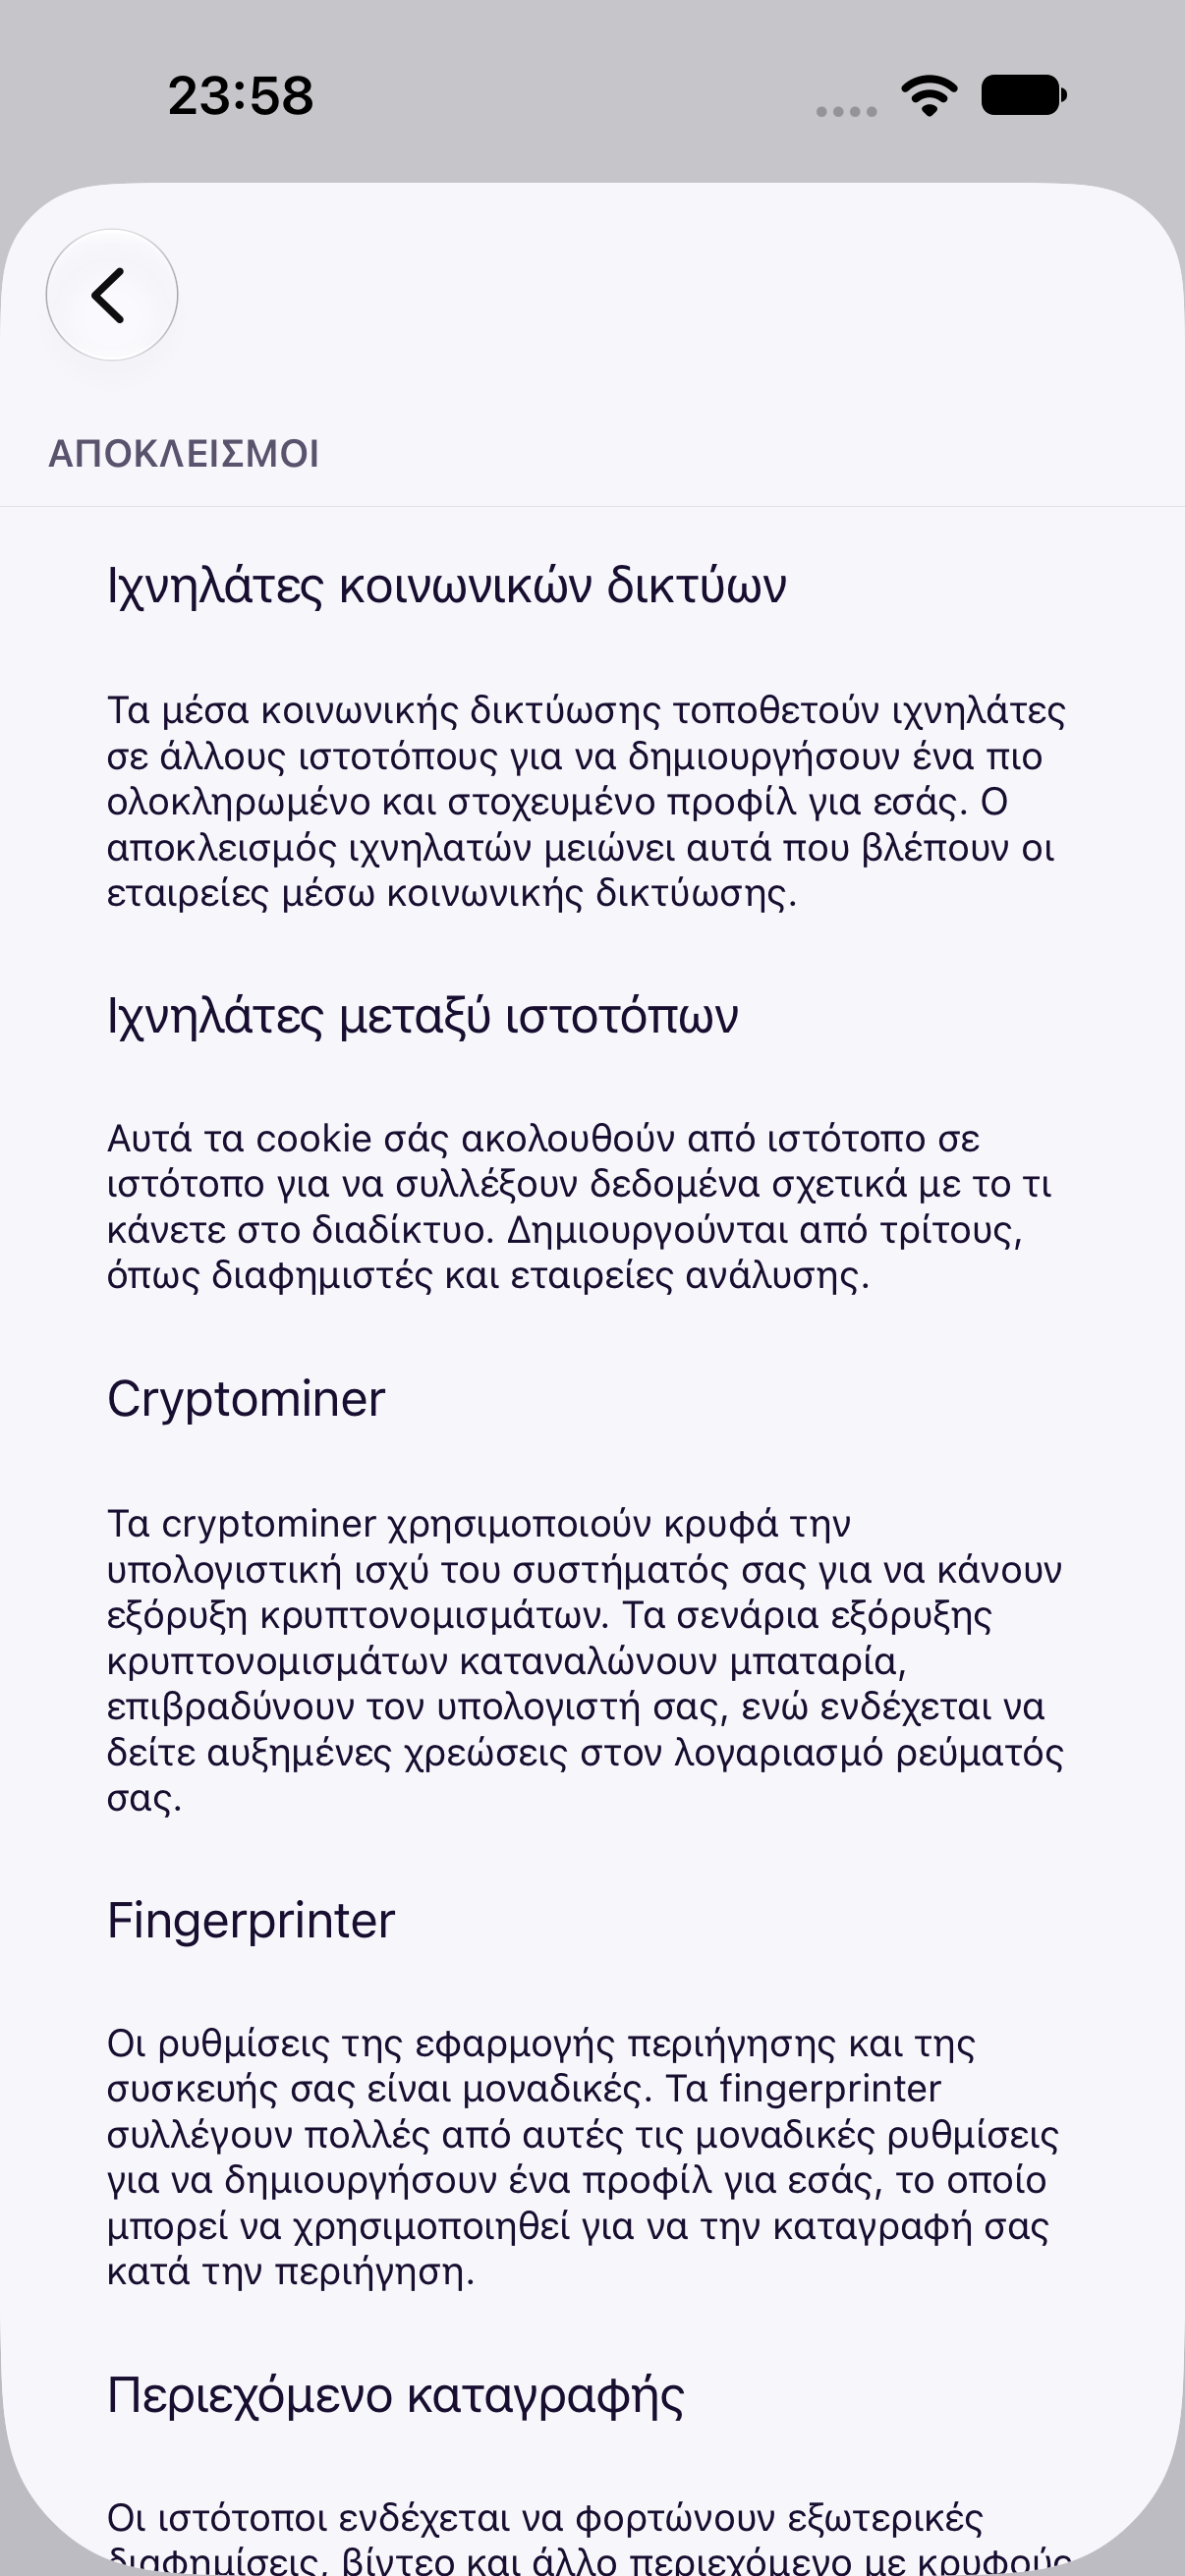 23:58
ΑΠΟΚΛΕΙΣΜΟΙ
Ιχνηλάτες κοινωνικών δικτύων
Τα μέσα κοινωνικής δικτύωσης τοποθετούν ιχνηλάτες
σε άλλους ιστοτόπους για να δημιουργήσουν ένα πιο
ολοκληρωμένο και στοχευμένο προφίλ για εσάς. Ο
αποκλεισμός ιχνηλατών μειώνει αυτά που βλέπουν οι
εταιρείες μέσω κοινωνικής δικτύωσης.
Ιχνηλάτες μεταξύ ιστοτόπων
Αυτά τα cookie σάς ακολουθούν από ιστότοπο σε
ιστότοπο για να συλλέξουν δεδομένα σχετικά με το τι
κάνετε στο διαδίκτυο. Δημιουργούνται από τρίτους,
όπως διαφημιστές και εταιρείες ανάλυσης.
Cryptominer
Τα cryptominer χρησιμοποιούν κρυφά την
υπολογιστική ισχύ του συστήματός σας για να κάνουν
εξόρυξη κρυπτονομισμάτων. Τα σενάρια εξόρυξης
κρυπτονομισμάτων καταναλώνουν μπαταρία,
επιβραδύνουν τον υπολογιστή σας, ενώ ενδέχεται να
δείτε αυξημένες χρεώσεις στον λογαριασμό ρεύματός
σας.
Fingerprinter
Οι ρυθμίσεις της εφαρμογής περιήγησης και της
συσκευής σας είναι μοναδικές. Τα fingerprinter
συλλέγουν πολλές από αυτές τις μοναδικές ρυθμίσεις
για να δημιουργήσουν ένα προφίλ για εσάς, το οποίο
μπορεί να χρησιμοποιηθεί για να την καταγραφή σας
κατά την περιήγηση.
Περιεχόμενο καταγραφής
Οι ιστότοποι ενδέχεται να φορτώνουν εξωτερικές
διαφημίσεις, βίντεο και άλλο περιεχόμενο με κρυφούς